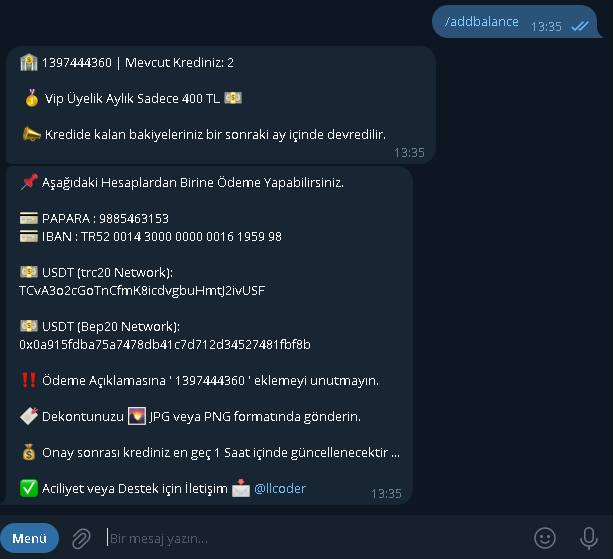 /addbalance 13:35
1397444360 | Mevcut Krediniz: 2
Vip Üyelik Aylık Sadece 400 TL
Kredide kalan bakiyeleriniz bir sonraki ay içinde devredilir.
13:35
Aşağıdaki Hesaplardan Birine Ödeme Yapabilirsiniz.
PAPARA : 9885463153
IBAN : TR52 0014 3000 0000 0016 1959 98
USDT (trc20 Network):
TCvA3o2cGoTnCfmK8icdvgbuHmtJ2ivUSF
USDT (Bep20 Network):
0x0a915fdba75a7478db41c7d712d34527481fbf8b
Ödeme Açıklamasına ' 1397444360 ' eklemeyi unutmayın.
Dekontunuzu JPG veya PNG formatında gönderin.
Onay sonrası krediniz en geç 1 Saat içinde güncellenecektir ...
Aciliyet veya Destek için İletişim @llcoder
13:35
Menü Bir mesaj yazın...